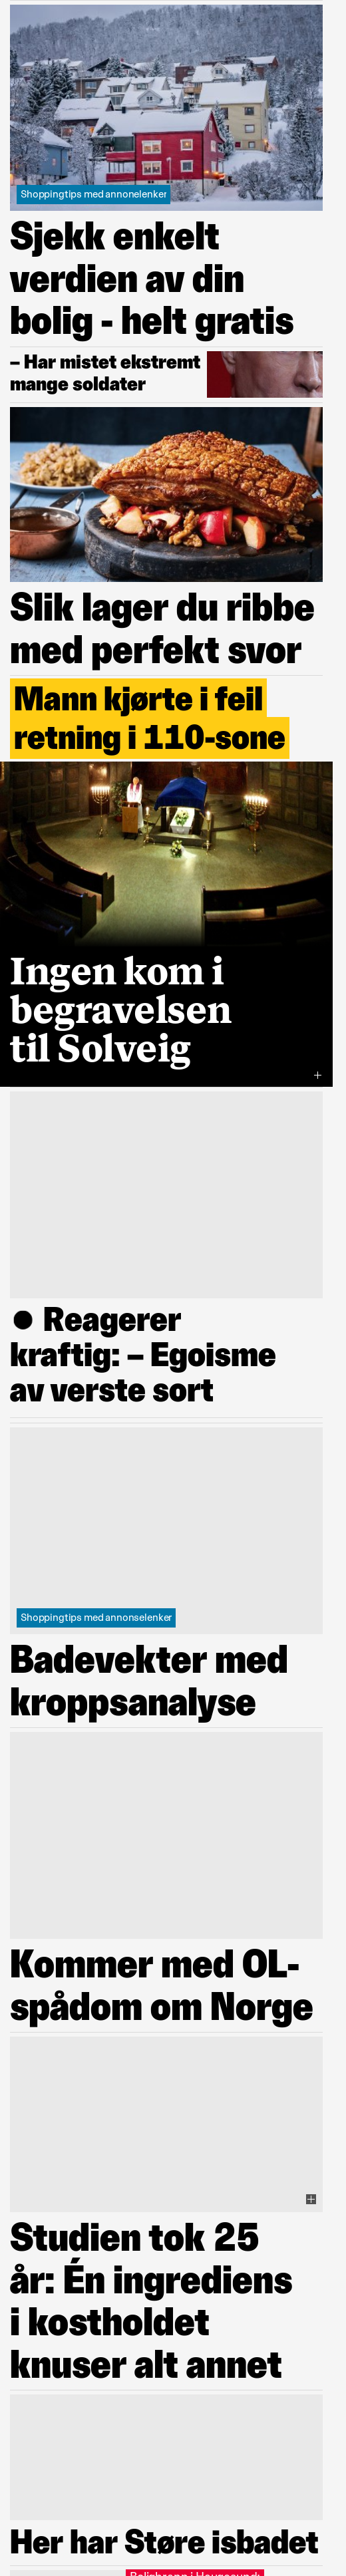 Shoppingtips med annonelenker
Sjekk enkelt
verdien av din
bolig - helt gratis
– Har mistet ekstremt
mange soldater
Slik lager du ribbe
med perfekt svor
Mann kjørte i feil
retning i 110-sone
Ingen kom i
begravelsen
til Solveig
● Reagerer
kraftig: – Egoisme
av verste sort
Shoppingtips med annonselenker
Badevekter med
kroppsanalyse
Kommer med OL-
spådom om Norge
Studien tok 25
år: Én ingrediens
i kostholdet
knuser alt annet
Her har Støre isbadet